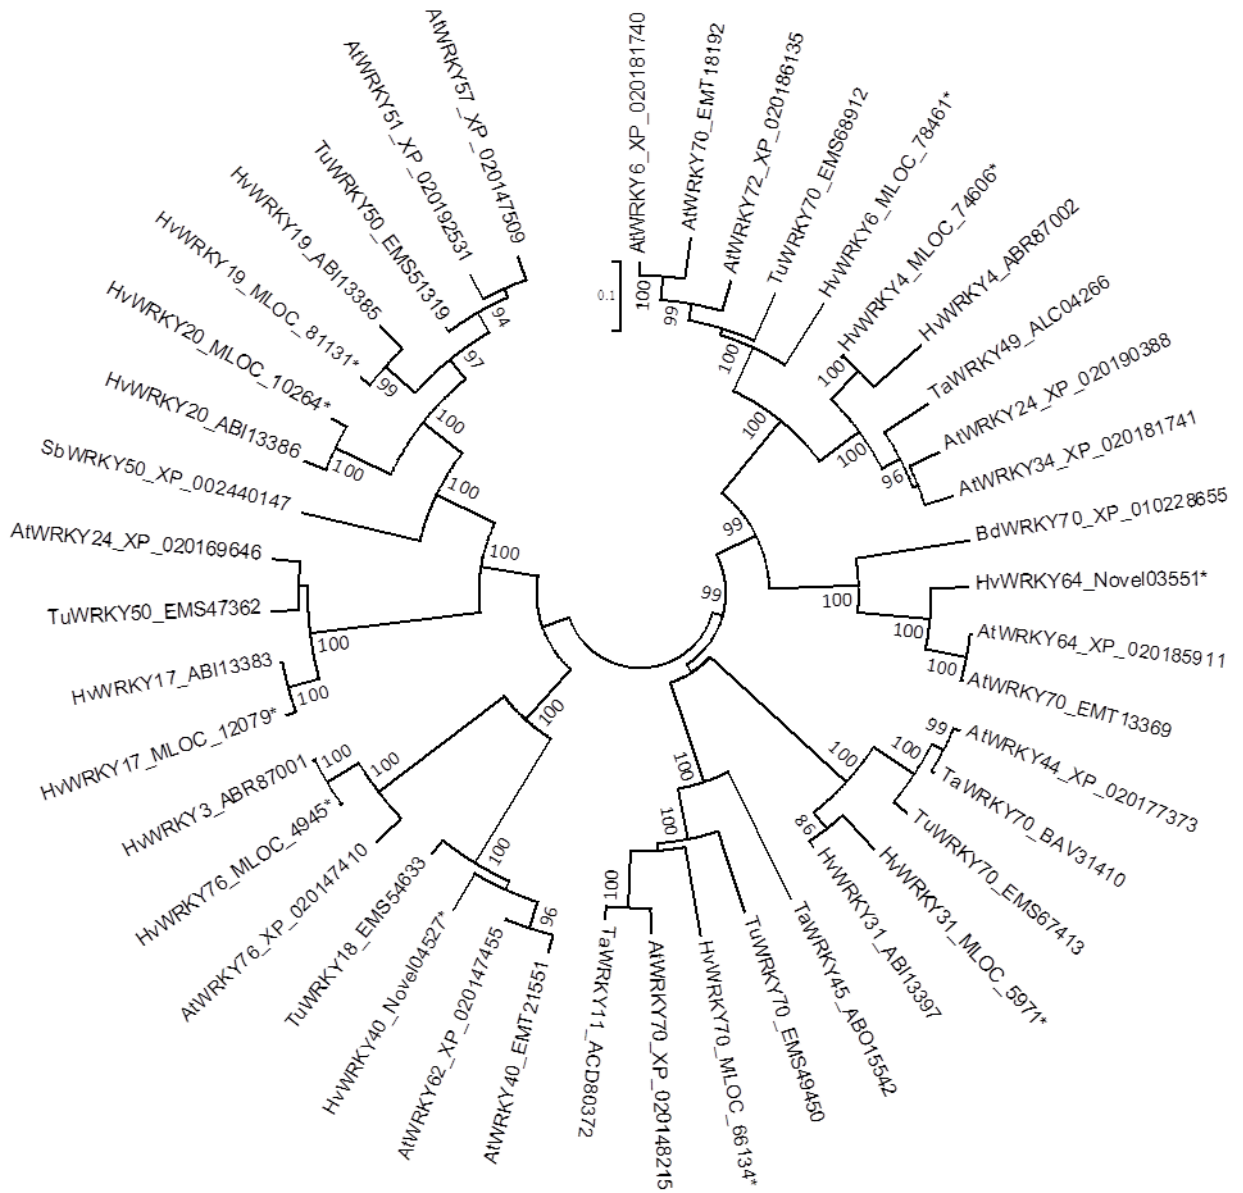 AtWRKY6_XP_020181740
AtWRKY70_EMT18192
AtWRKY72_XP_020186135
TuWRKY70_EMS68912
HvWRKY6_MLOC_78461*
HvWRKY4_MLOC_74606*
HvWRKY4_ABR87002
TaWRKY49_ALC04266
AtWRKY24_XP_020190388
AtWRKY34_XP_020181741
BdWRKY70_XP_010228655
HvWRKY64_Novel03551*
AtWRKY64_XP_020185911
AtWRKY70_EMT13369
AtWRKY44_XP_020177373
TaWRKY70_BAV31410
TuWRKY70_EMS67413
HvWRKY31_MLOC_5971*
HvWRKY31_ABI13397
TaWRKY45_ABO15542
TuWRKY70_EMS49450
HvWRKY70_MLOC_66134*
AtWRKY70_XP_020148215
TaWRKY11_ACD80372
AtWRKY40_EMT21551
AtWRKY62_XP_020147455
HvWRKY40_Novel04527*
TuWRKY18_EMS54633
AtWRKY76_XP_020147410
HvWRKY76_MLOC_4945*
HvWRKY3_ABR87001
HvWRKY17_MLOC_12079*
HvWRKY17_ABI13383
TuWRKY50_EMS47362
AtWRKY24_XP_020169646
SbWRKY50_XP_002440147
HvWRKY20_ABI13386
HvWRKY20_MLOC_10264*
HvWRKY19_MLOC_81131*
HvWRKY19_ABI13385
TuWRKY50_EMS51319
AtWRKY51_XP_020192531
AtWRKY57_XP_020147509
0.1
100
99
100
100
100
100
96
99
100
100
100
99
99
100
100
86
100
100
100
96
100
100
100
100
100
100
100
100
100
100
99
97
94